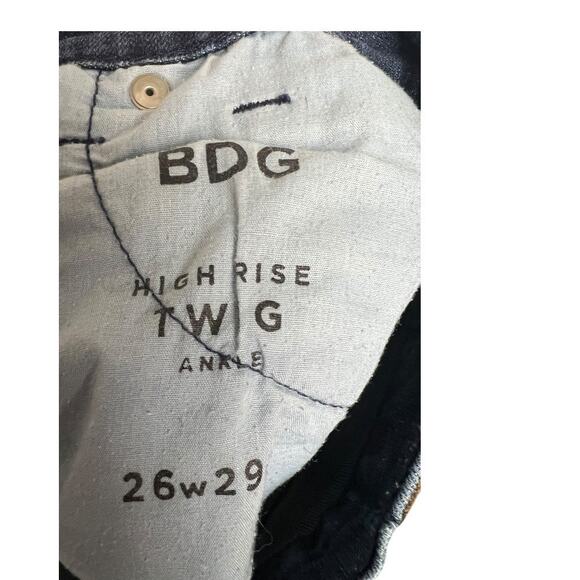 BDG
HIGH RISE
TWIG
ANKLE
26w29